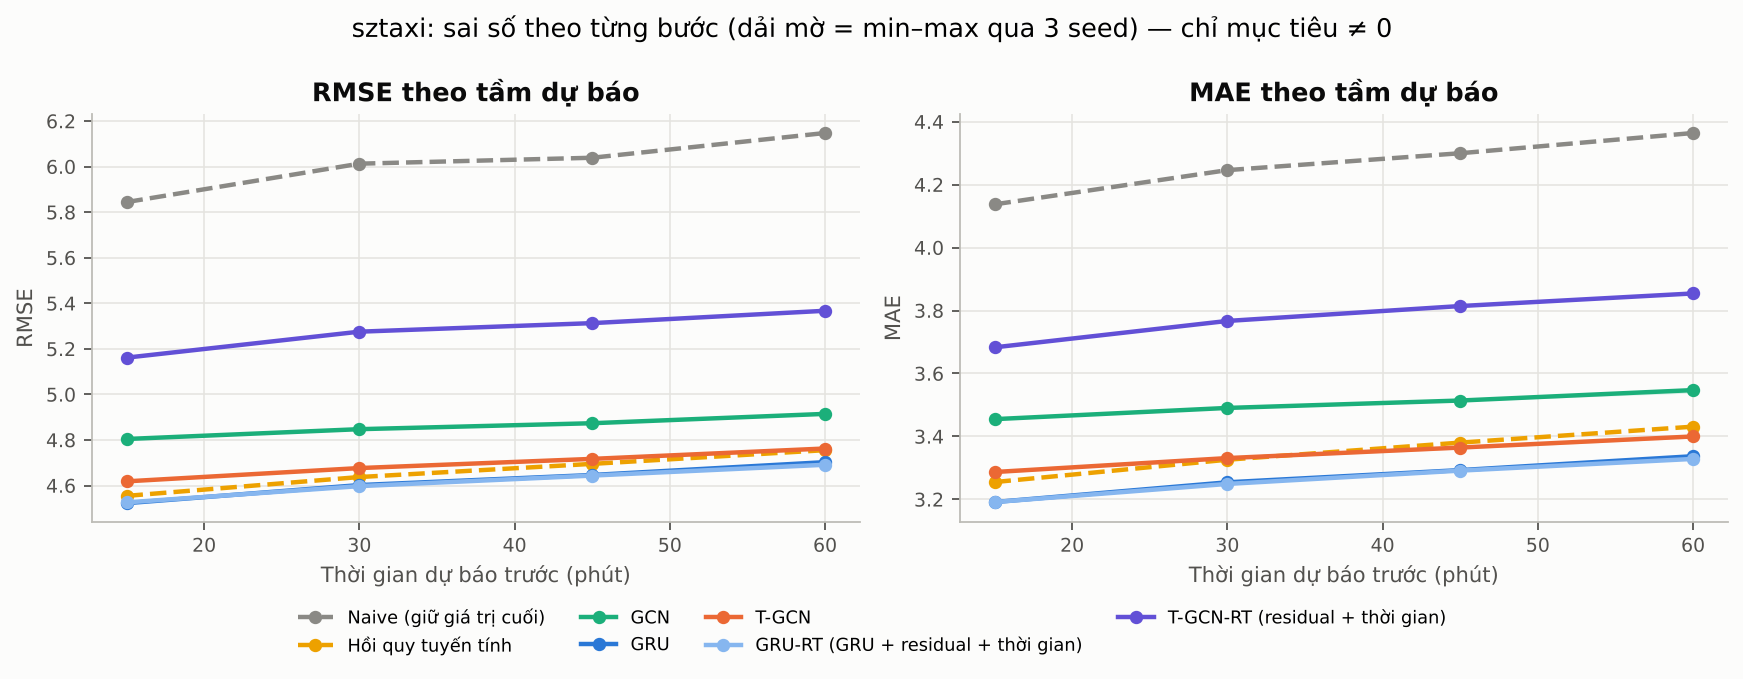 sztaxi: sai số theo từng bước (dải mờ = min–max qua 3 seed) — chỉ mục tiêu ≠ 0
RMSE theo tầm dự báo
6.2
6.0
5.8
5.6
5.4
5.2
5.0
4.8
4.6
RMSE
20
30
40
50
60
Thời gian dự báo trước (phút)
MAE theo tầm dự báo
4.4
4.2
4.0
3.8
3.6
3.4
3.2
MAE
20
30
40
50
60
Thời gian dự báo trước (phút)
Naive (giữ giá trị cuối)
Hồi quy tuyến tính
GCN
GRU
T-GCN
GRU-RT (GRU + residual + thời gian)
T-GCN-RT (residual + thời gian)